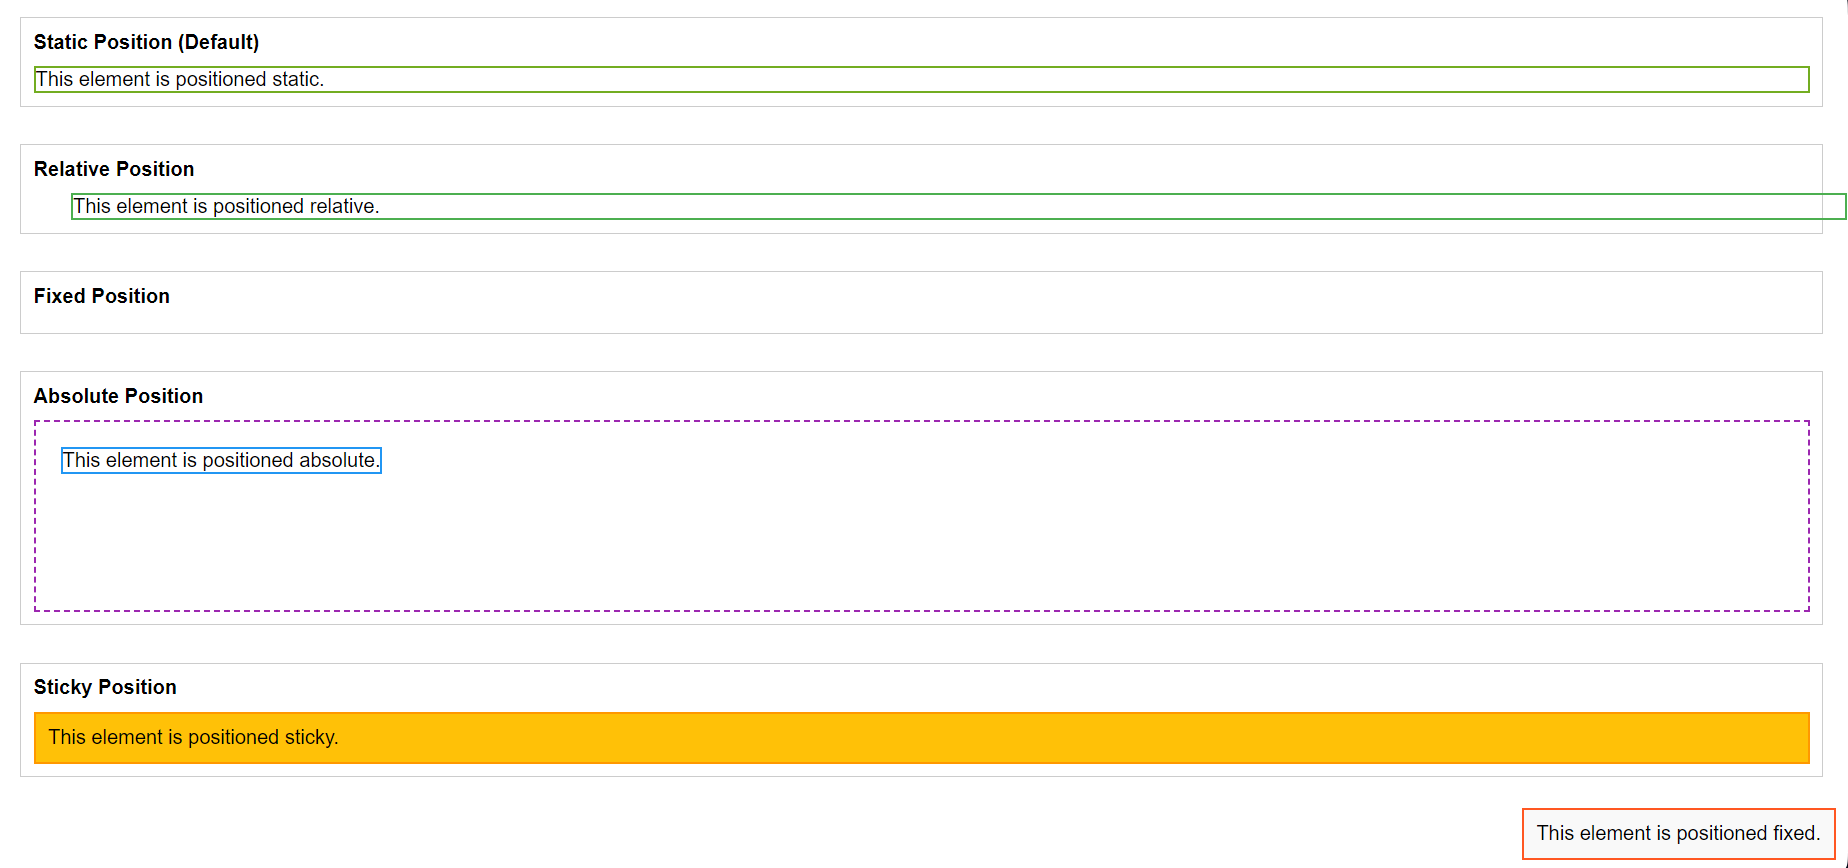 Static Position (Default)
This element is positioned static.
Relative Position
This element is positioned relative.
Fixed Position
Absolute Position
This element is positioned absolute.
Sticky Position
This element is positioned sticky.
This element is positioned fixed.